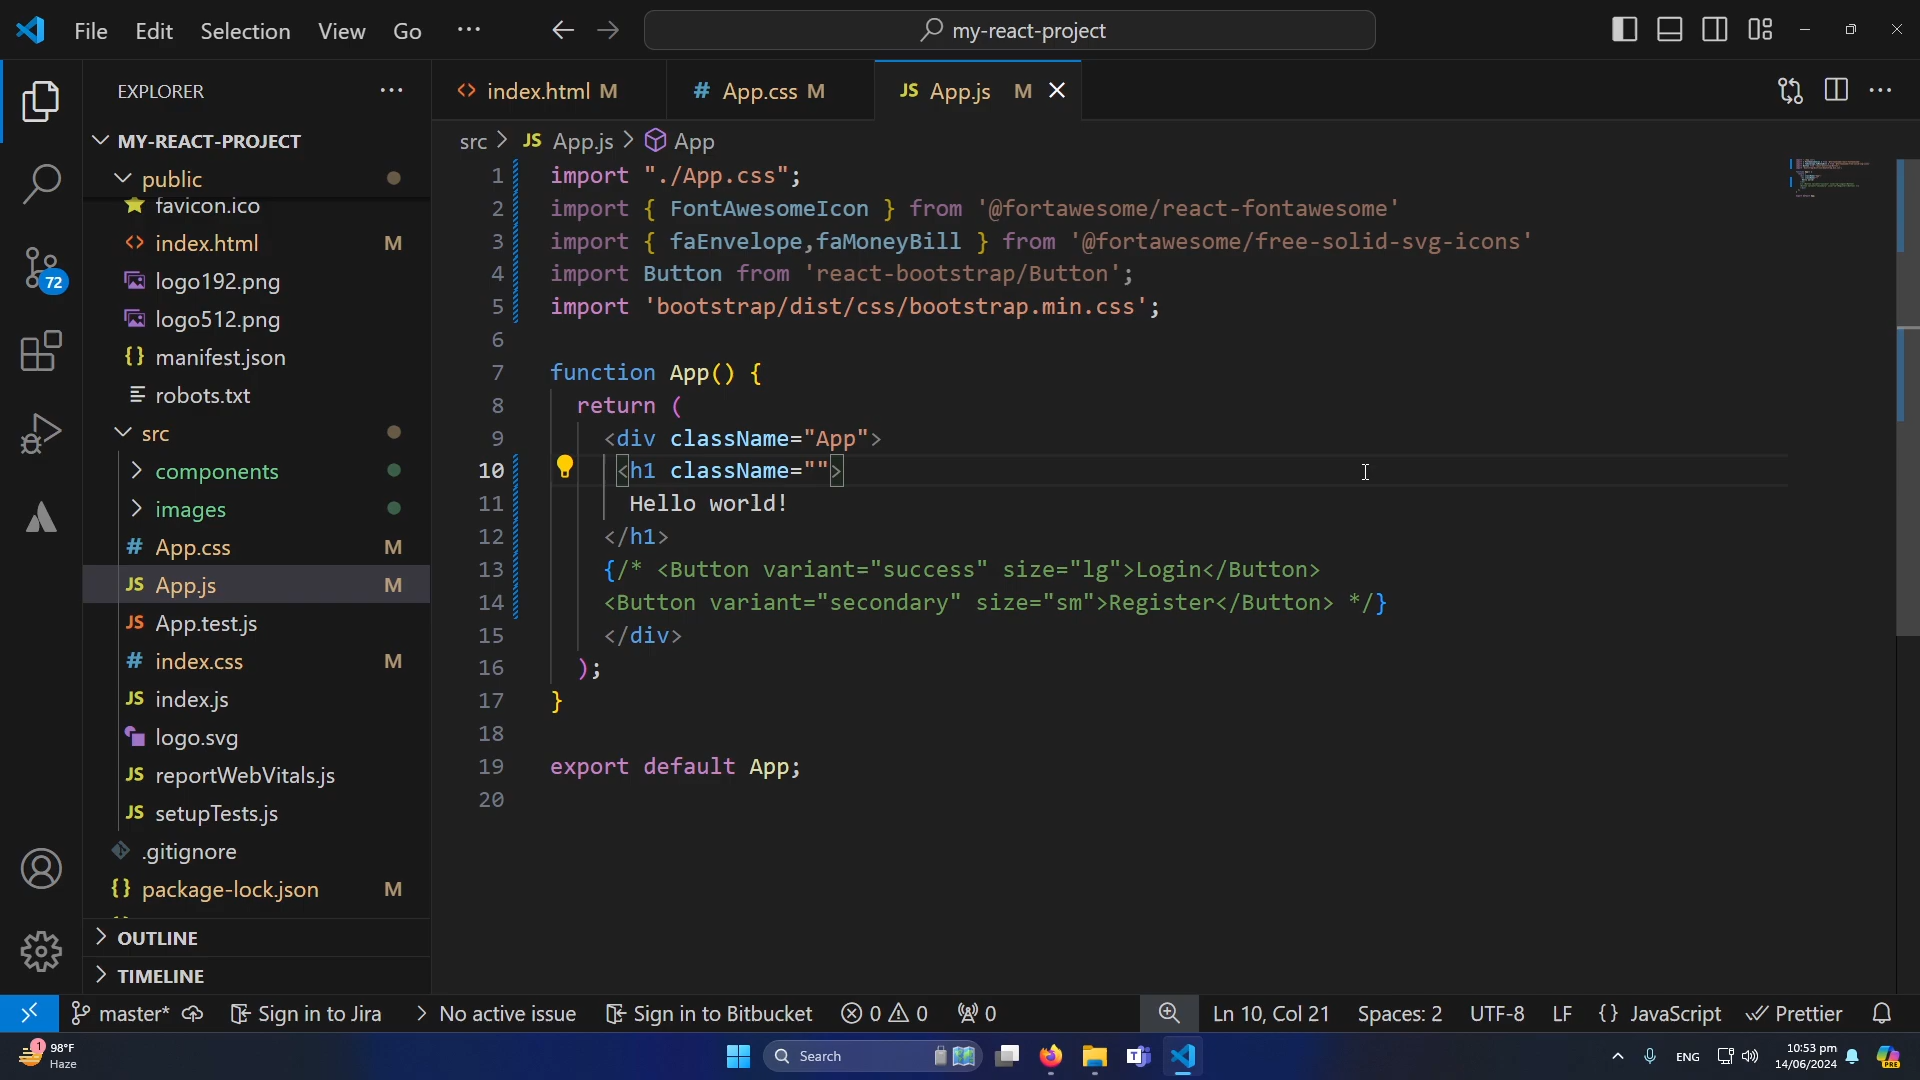 File Edit Selection View Go ···
my-react-project
EXPLORER
index.html M
App.css M
JS App.js M
MY-REACT-PROJECT
public
favicon.ico
index.html M
logo192.png
logo512.png
manifest.json
robots.txt
src
components
images
App.css M
JS App.js M
JS App.test.js
index.css M
JS index.js
logo.svg
JS reportWebVitals.js
JS setupTests.js
.gitignore
package-lock.json M
OUTLINE
TIMELINE
72
src > JS App.js > App
1 import "./App.css";
2 import { FontAwesomeIcon } from '@fortawesome/react-fontawesome'
3 import { faEnvelope,faMoneyBill } from '@fortawesome/free-solid-svg-icons'
4 import Button from 'react-bootstrap/Button';
5 import 'bootstrap/dist/css/bootstrap.min.css';
6
7 function App() {
8 return (
9 <div className="App">
10 <h1 className="">
11 Hello world!
12 </h1>
13 {/* <Button variant="success" size="lg">Login</Button>
14 <Button variant="secondary" size="sm">Register</Button> */}
15 </div>
16 );
17 }
18
19 export default App;
20
master* Sign in to Jira > No active issue Sign in to Bitbucket 0 0 0 Ln 10, Col 21 Spaces: 2 UTF-8 LF {} JavaScript Prettier
1 98°F
Haze
Search
ENG
10:53 pm
14/06/2024
PRE